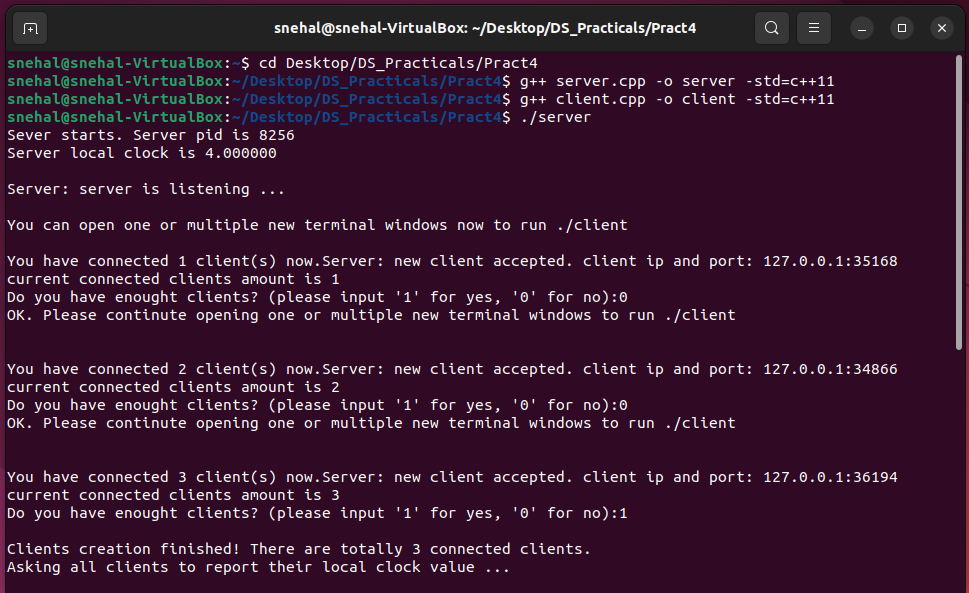 snehal@snehal-VirtualBox: ~/Desktop/DS_Practicals/Pract4
snehal@snehal-VirtualBox:~$ cd Desktop/DS_Practicals/Pract4
snehal@snehal-VirtualBox:~/Desktop/DS_Practicals/Pract4$ g++ server.cpp -o server -std=c++11
snehal@snehal-VirtualBox:~/Desktop/DS_Practicals/Pract4$ g++ client.cpp -o client -std=c++11
snehal@snehal-VirtualBox:~/Desktop/DS_Practicals/Pract4$ ./server
Sever starts. Server pid is 8256
Server local clock is 4.000000
Server: server is listening ...
You can open one or multiple new terminal windows now to run ./client
You have connected 1 client(s) now.Server: new client accepted. client ip and port: 127.0.0.1:35168
current connected clients amount is 1
Do you have enought clients? (please input '1' for yes, '0' for no):0
OK. Please continute opening one or multiple new terminal windows to run ./client
You have connected 2 client(s) now.Server: new client accepted. client ip and port: 127.0.0.1:34866
current connected clients amount is 2
Do you have enought clients? (please input '1' for yes, '0' for no):0
OK. Please continute opening one or multiple new terminal windows to run ./client
You have connected 3 client(s) now.Server: new client accepted. client ip and port: 127.0.0.1:36194
current connected clients amount is 3
Do you have enought clients? (please input '1' for yes, '0' for no):1
Clients creation finished! There are totally 3 connected clients.
Asking all clients to report their local clock value ...